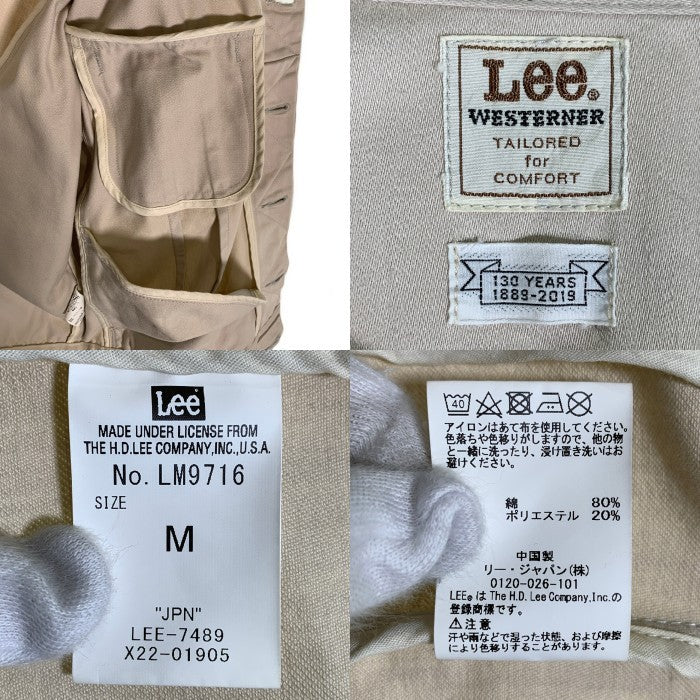 Lee®
WESTERNER
TAILORED
for
COMFORT
130 YEARS
1889-2019
Lee®
MADE UNDER LICENSE FROM
THE H.D.LEE COMPANY,INC.,U.S.A.
No. LM9716
SIZE
M
"JPN"
LEE-7489
X22-01905
40
アイロンはあて布を使用してください。
色落ちや色移りがしますので、他の物
と一緒に洗ったり、浸け置き洗いはお
避けください。
綿 80%
ポリエステル 20%
中国製
リー・ジャパン(株)
0120-026-101
LEE® は The H.D. Lee Company,Inc.の
登録商標です。
⚠注意
汗や雨などで湿った状態、および摩擦
により色移りすることがあります。